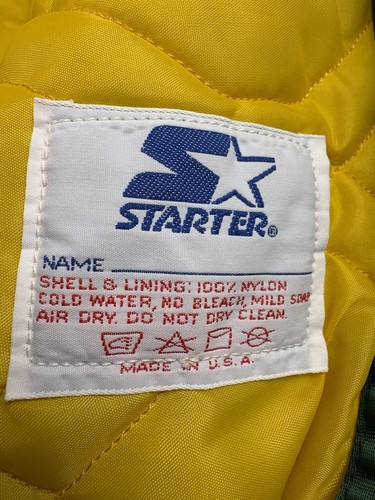 STARTER®
NAME
SHELL & LINING: 100% NYLON
COLD WATER, NO BLEACH, MILD SOAP
AIR DRY. DO NOT DRY CLEAN.
MADE IN U.S.A.